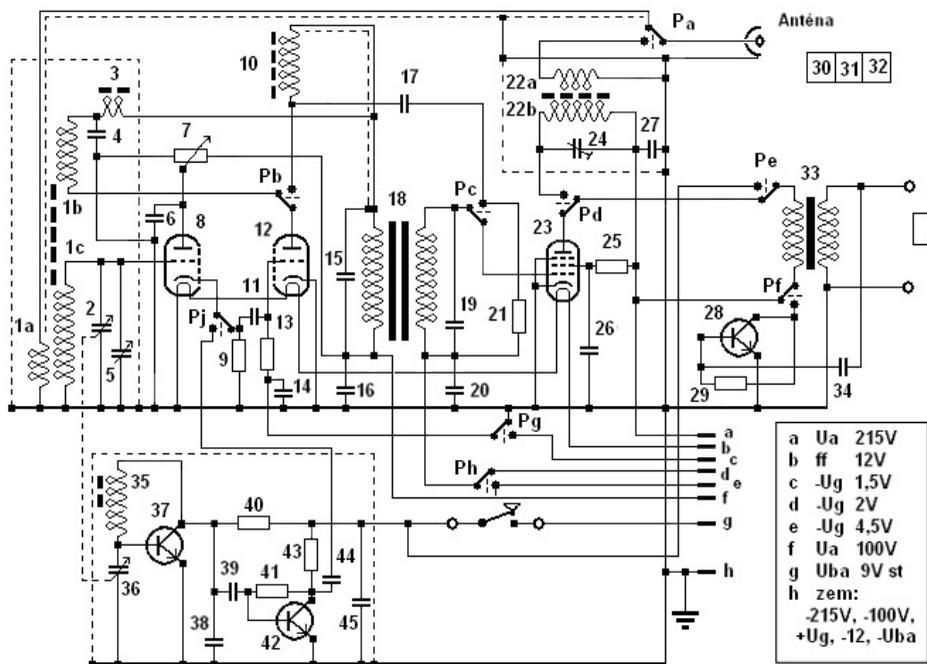 Pa
Anténa
3
10
17
22a
30 31 32
22b
7
4
24
27
Pe
33
Pb
Pc
1b
18
23
Pd
6
8
12
25
1c
15
Pf
11
19
21
28
2
Pj
13
26
1a
9
5
14
16
20
29
34
Pg
a
b
c
Ph
d
e
f
g
h
35
37
40
43
44
39
41
36
38
42
45
a Ua 215V
b ff 12V
c -Ug 1,5V
d -Ug 2V
e -Ug 4,5V
f Ua 100V
g Uba 9V st
h zem:
-215V, -100V,
+Ug, -12, -Uba